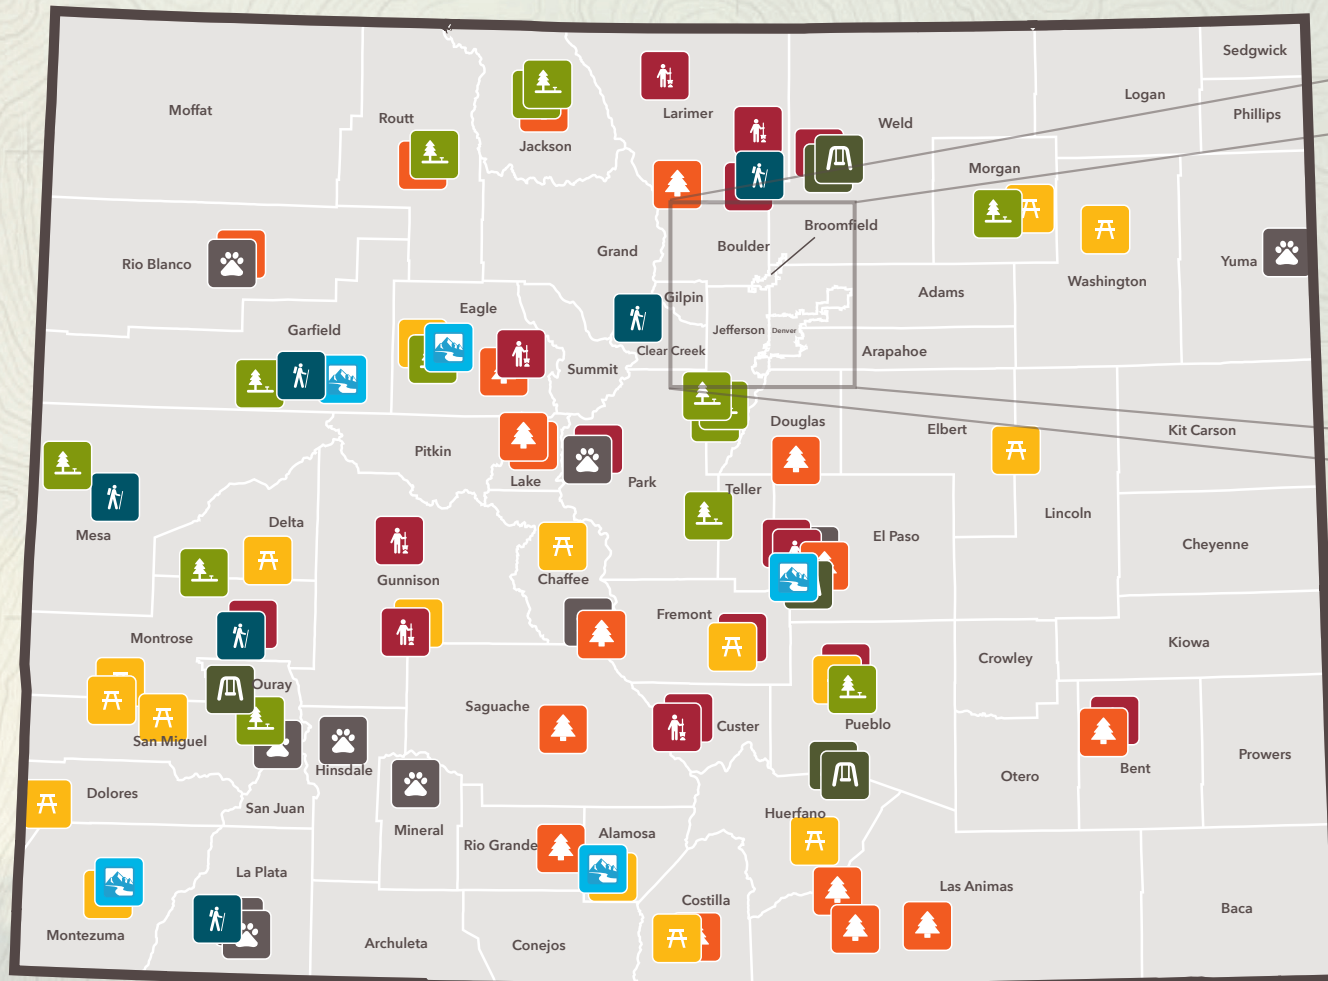 Sedgwick
Moffat
Logan
Larimer
Phillips
Routt
Weld
Jackson
Morgan
Broomfield
Boulder
Grand
Rio Blanco
Yuma
Washington
Adams
Gilpin
Eagle
Garfield
Jefferson
Denver
Clear Creek
Arapahoe
Summit
Douglas
Elbert
Kit Carson
Pitkin
Lake
Park
Teller
Lincoln
Delta
Mesa
El Paso
Cheyenne
Gunnison
Chaffee
Fremont
Montrose
Kiowa
Crowley
Ouray
Saguache
Custer
Pueblo
San Miguel
Prowers
Hinsdale
Bent
Otero
Dolores
San Juan
Huerfano
Mineral
Alamosa
Rio Grande
La Plata
Las Animas
Costilla
Baca
Montezuma
Archuleta
Conejos